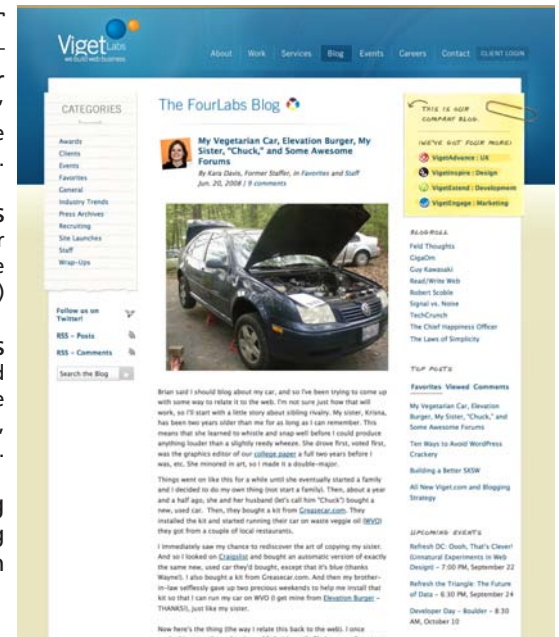 Viget Labs
we build web business
About Work Services Blog Events Careers Contact CLIENT LOGIN
CATEGORIES
Awards
Clients
Events
Favorites
General
Industry Trends
Press Archives
Recruiting
Site Launches
Staff
Wrap-Ups
Follow us on
Twitter!
RSS - Posts
RSS - Comments
Search the Blog
The FourLabs Blog
My Vegetarian Car, Elevation Burger, My
Sister, "Chuck," and Some Awesome
Forums
By Kara Davis, Former Staffer, in Favorites and Staff
Jun. 20, 2008 | 9 comments
Brian said I should blog about my car, and so I've been trying to come up
with some way to relate it to the web. I'm not sure just how that will
work, so I'll start with a little story about sibling rivalry. My sister, Krisna,
has been two years older than me for as long as I can remember. This
means that she learned to whistle and snap well before I could produce
anything louder than a slightly reedy wheeze. She drove first, voted first,
was the graphics editor of our college paper a full two years before I
was, etc. She minored in art, so I made it a double-major.
Things went on like this for a while until she eventually started a family
and I decided to do my own thing (not start a family). Then, about a year
and a half ago, she and her husband (let's call him "Chuck") bought a
new, used car. Then, they bought a kit from Greasecar.com. They
installed the kit and started running their car on waste veggie oil (WVO)
they got from a couple of local restaurants.
I immediately saw my chance to rediscover the art of copying my sister.
And so I looked on Craigslist and bought an automatic version of exactly
the same new, used car they'd bought, except that it's blue (thanks
Wayne!). I also bought a kit from Greasecar.com. And then my brother-
in-law selflessly gave up two precious weekends to help me install that
kit so that I can run my car on WVO (I get mine from Elevation Burger -
THANKS!), just like my sister.
Now here's the thing (the way I relate this back to the web). I once
THIS IS OUR
COMPANY BLOG.
(WE'VE GOT FOUR MORE)
VigetAdvance | UX
VigetInspire | Design
VigetExtend | Development
VigetEngage | Marketing
BLOGROLL
Feld Thoughts
GigaOm
Guy Kawasaki
Read/Write Web
Robert Scoble
Signal vs. Noise
TechCrunch
The Chief Happiness Officer
The Laws of Simplicity
TOP POSTS
Favorites Viewed Comments
My Vegetarian Car, Elevation
Burger, My Sister, "Chuck," and
Some Awesome Forums
Ten Ways to Avoid WordPress
Crackery
Building a Better SXSW
All New Viget.com and Blogging
Strategy
UPCOMING EVENTS
Refresh DC: Oooh, That's Clever!
(Unnatural Experiments in Web
Design) - 7:00 PM, September 22
Refresh the Triangle: The Future
of Data - 6:30 PM, September 24
Developer Day - Boulder - 8:30
AM, October 10